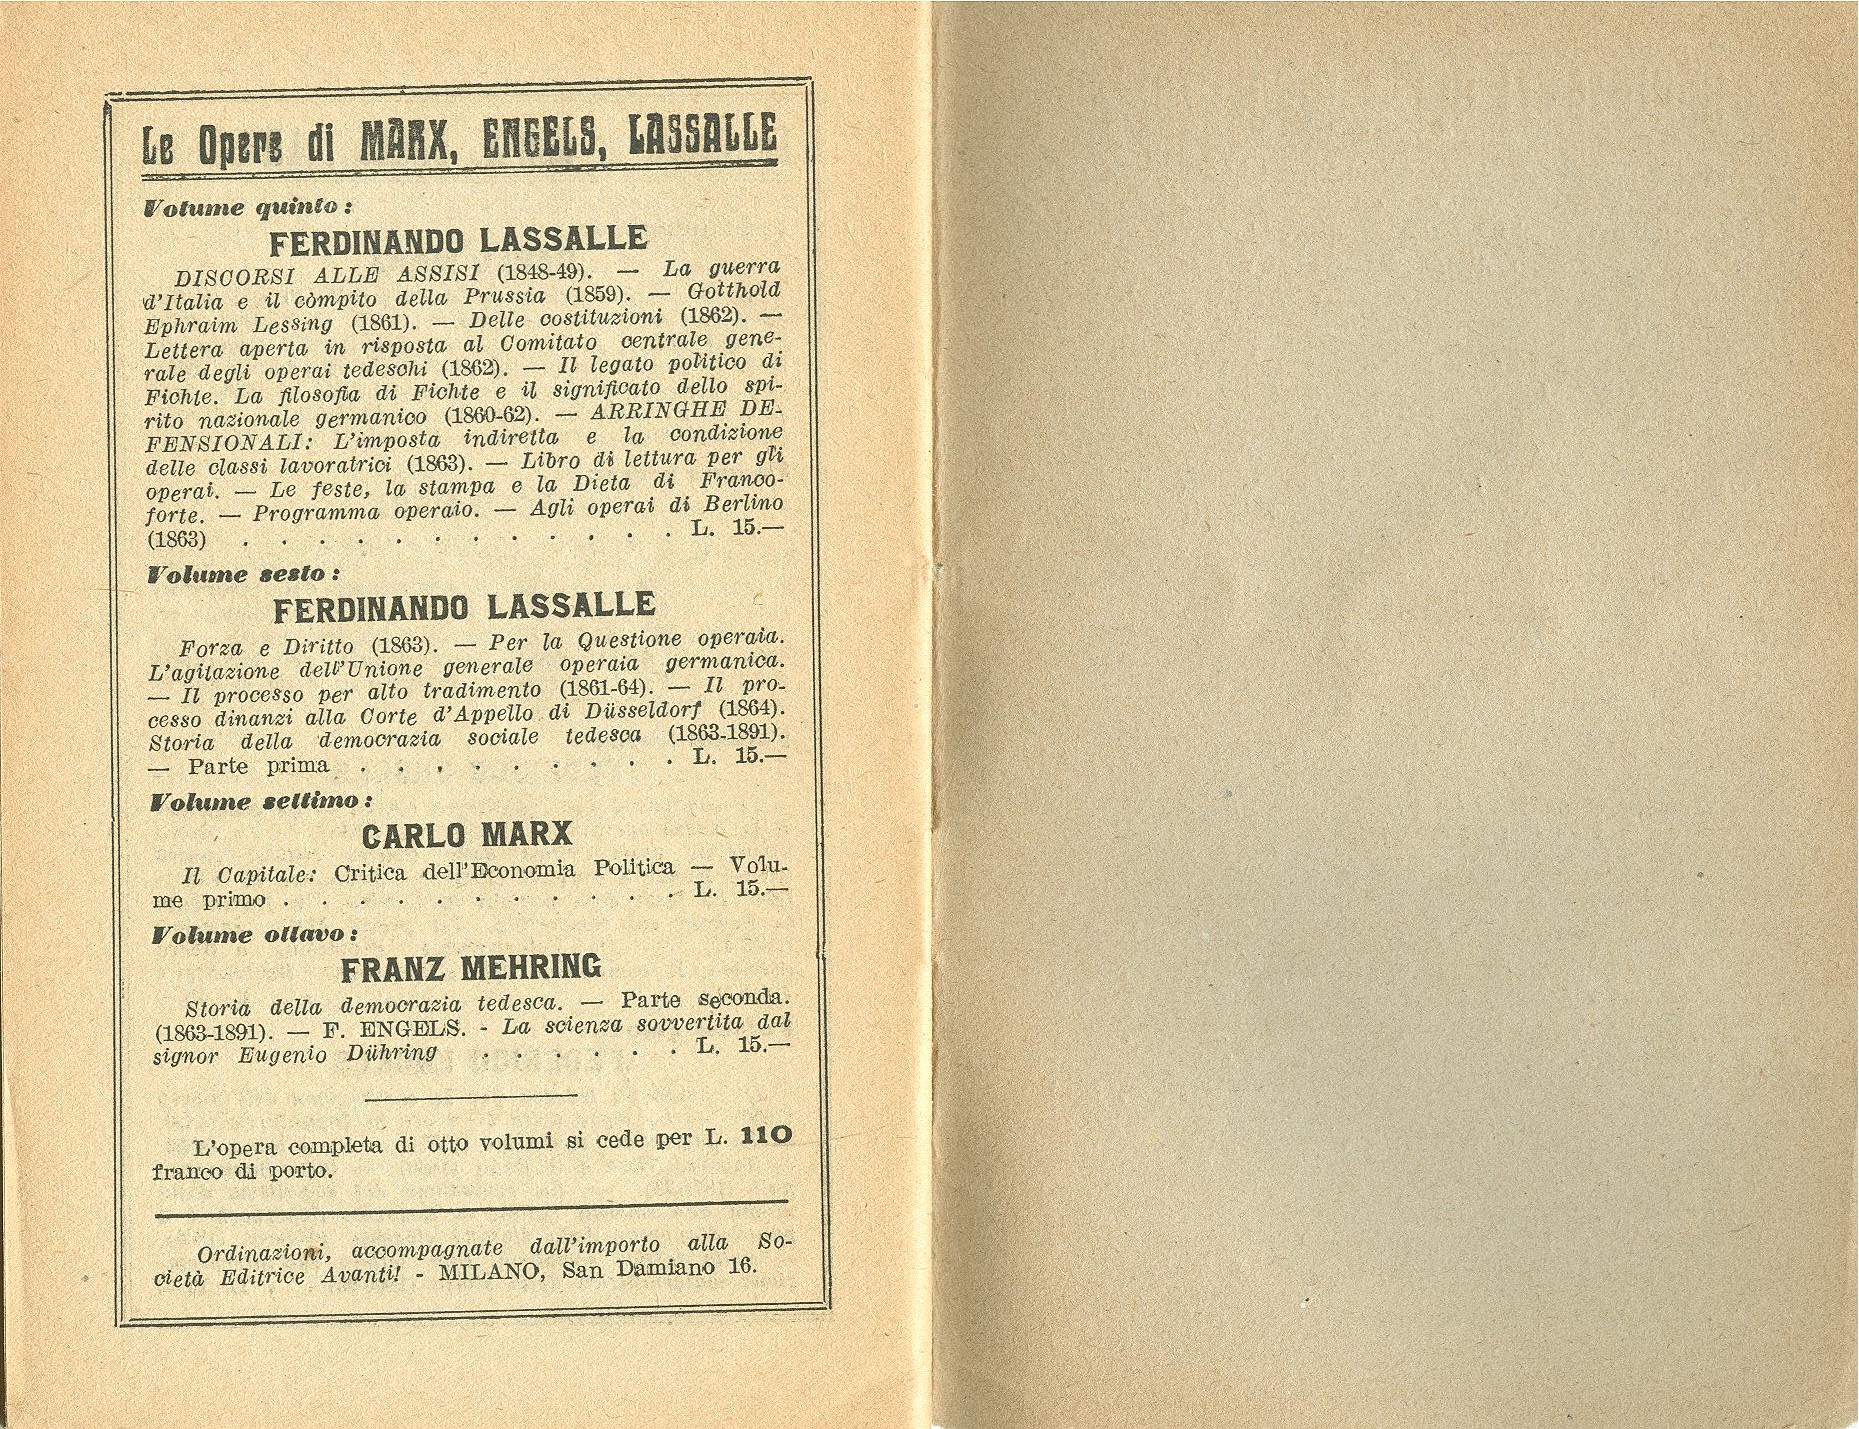 Le Opere di MARX, ENGELS, LASSALLE
Volume quinto:
FERDINANDO LASSALLE
DISCORSI ALLE ASSISI (1848-49). — La guerra
d'Italia e il còmpito della Prussia (1859). — Gotthold
Ephraim Lessing (1861). — Delle costituzioni (1862). —
Lettera aperta in risposta al Comitato centrale gene-
rale degli operai tedeschi (1862). — Il legato politico di
Fichte. La filosofia di Fichte e il significato dello spi-
rito nazionale germanico (1860-62). — ARRINGHE DE-
FENSIONALI: L'imposta indiretta e la condizione
delle classi lavoratrici (1863). — Libro di lettura per gli
operai. — Le feste, la stampa e la Dieta di Franco-
forte. — Programma operaio. — Agli operai di Berlino
(1863) . . . . . . . . . . . . L. 15.—
Volume sesto:
FERDINANDO LASSALLE
Forza e Diritto (1863). — Per la Questione operaia.
L'agitazione dell'Unione generale operaia germanica.
— Il processo per alto tradimento (1861-64). — Il pro-
cesso dinanzi alla Corte d'Appello di Düsseldorf (1864).
Storia della democrazia sociale tedesca (1863-1891).
— Parte prima . . . . . . . . . L. 15.—
Volume settimo:
CARLO MARX
Il Capitale: Critica dell'Economia Politica — Volu-
me primo . . . . . . . . . . . L. 15.—
Volume ottavo:
FRANZ MEHRING
Storia della democrazia tedesca. — Parte seconda.
(1863-1891). — F. ENGELS. - La scienza sovvertita dal
signor Eugenio Dühring . . . . . . L. 15.—
L'opera completa di otto volumi si cede per L. 110
franco di porto.
Ordinazioni, accompagnate dall'importo alla So-
cietà Editrice Avanti! - MILANO, San Damiano 16.